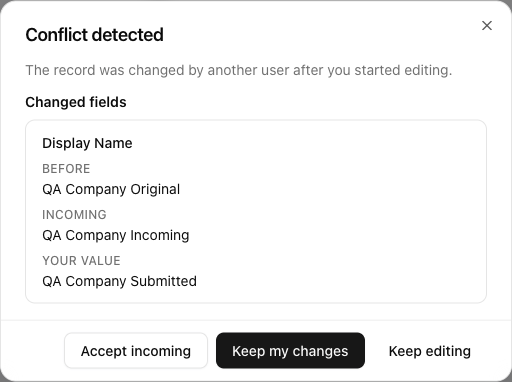 Conflict detected
The record was changed by another user after you started editing.
Changed fields
Display Name
BEFORE
QA Company Original
INCOMING
QA Company Incoming
YOUR VALUE
QA Company Submitted
Accept incoming
Keep my changes
Keep editing